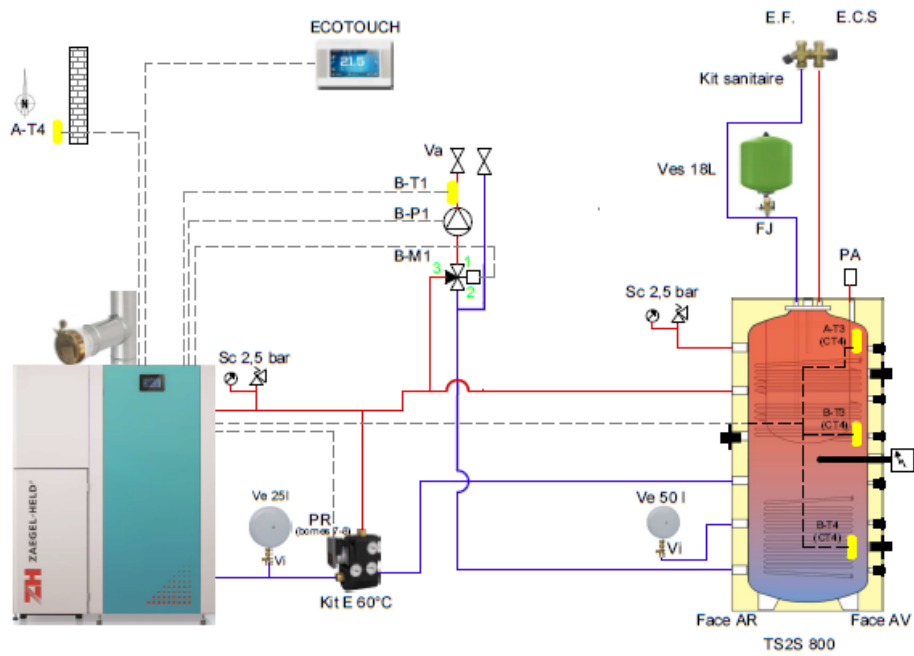 ECOTOUCH
E.F.
E.C.S
21.5
N
A-T4
Kit sanitaire
Va
Ves 18L
B-T1
B-P1
FJ
B-M1
1
3
2
PA
Sc 2,5 bar
A-T3
(CT4)
Sc 2,5 bar
B-T3
(CT4)
Ve 25l
PR
(bornes 7-8)
Ve 50 l
B-T4
(CT4)
Vi
Vi
ZH ZAEGEL-HELD
Kit E 60°C
Face AR
Face AV
TS2S 800